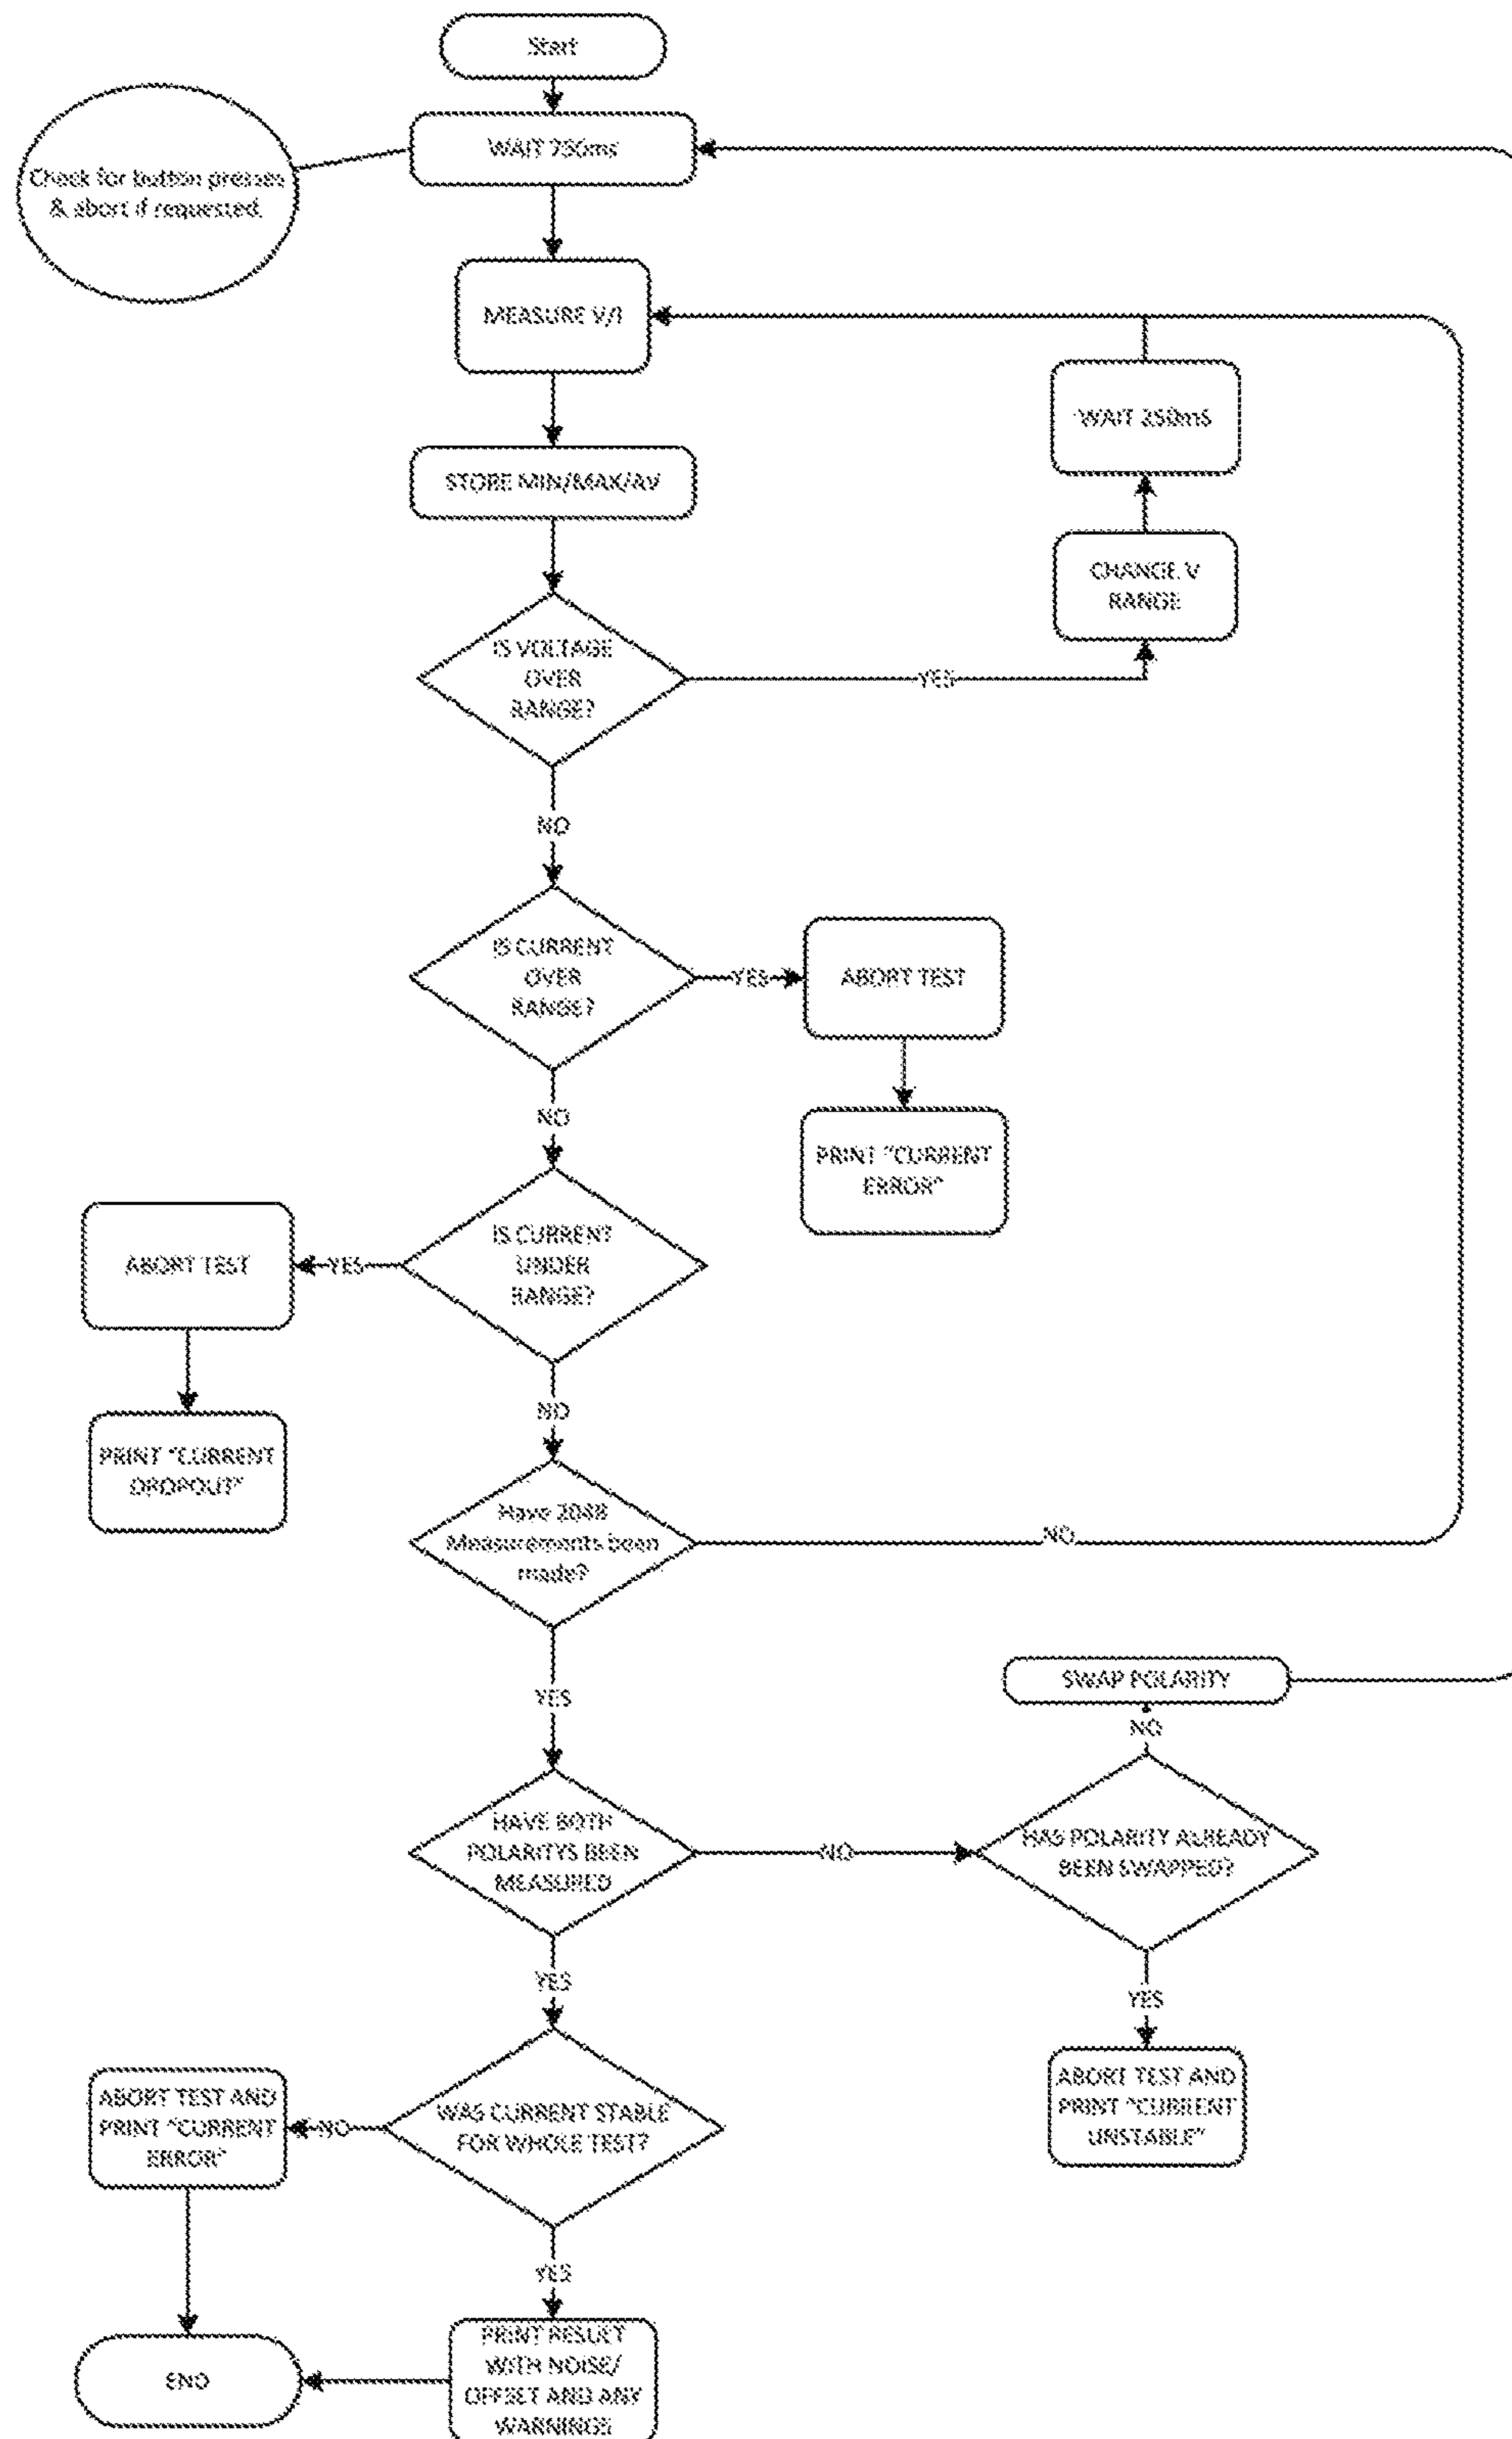 Start
WAIT 750ms
Check for button presses
& abort if requested.
MEASURE V/I
WAIT 250mS
STORE MIN/MAX/AV
CHANGE V
RANGE
IS VOLTAGE
OVER
RANGE?
YES
NO
IS CURRENT
OVER
RANGE?
YES
ABORT TEST
NO
PRINT "CURRENT
ERROR"
IS CURRENT
UNDER
RANGE?
YES
ABORT TEST
NO
PRINT "CURRENT
DROPOUT"
Have 2048
Measurements been
made?
NO
YES
SWAP POLARITY
NO
HAVE BOTH
POLARITYS BEEN
MEASURED
NO
HAS POLARITY ALREADY
BEEN SWAPPED?
YES
YES
ABORT TEST AND
PRINT "CURRENT
UNSTABLE"
WAS CURRENT STABLE
FOR WHOLE TEST?
NO
ABORT TEST AND
PRINT "CURRENT
ERROR"
YES
PRINT RESULT
WITH NOISE/
OFFSET AND ANY
WARNINGS
END